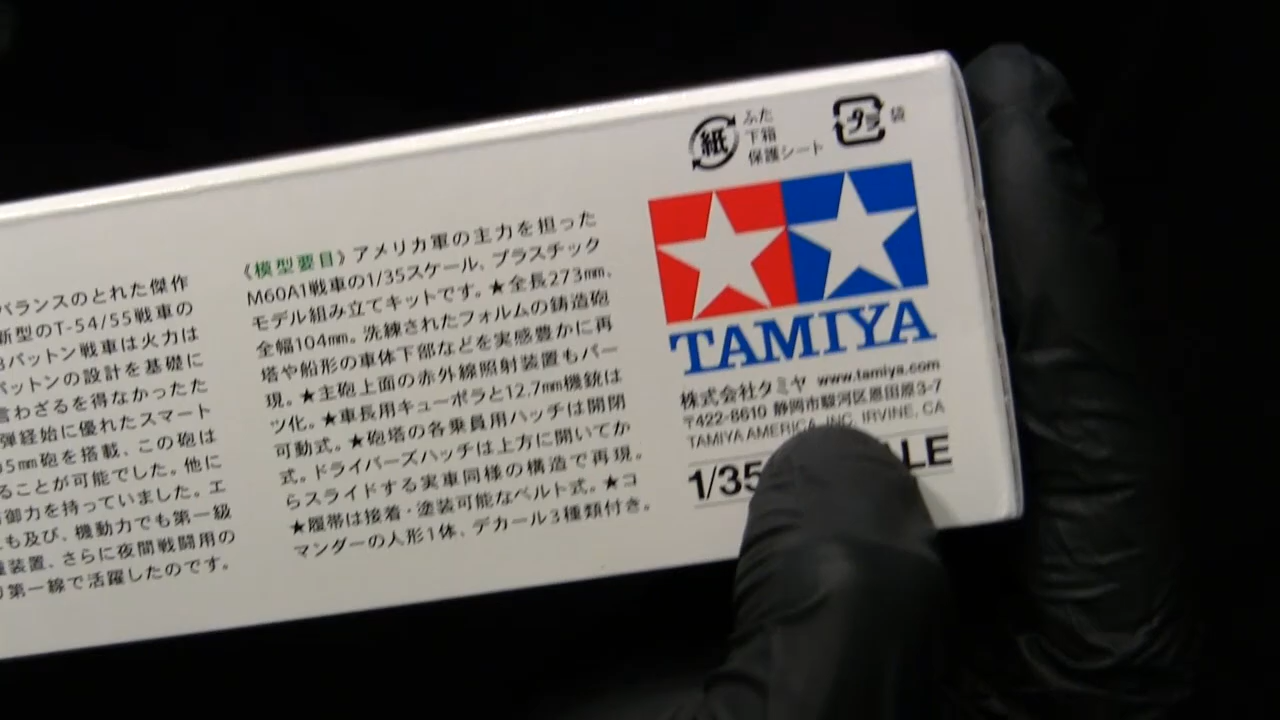 バランスのとれた傑作
新型のT-54/55戦車の
パットン戦車は火力は
パットンの設計を基礎に
言わざるを得なかったた
弾経始に優れたスマート
5mm砲を搭載、この砲は
ることが可能でした。他に
御力を持っていました。エ
も及び、機動力でも第一級
装置、さらに夜間戦闘用の
第一線で活躍したのです。
《模型要目》アメリカ軍の主力を担った
M60A1戦車の1/35スケール、プラスチック
モデル組み立てキットです。★全長273mm、
全幅104mm。洗練されたフォルムの鋳造砲
塔や船形の車体下部などを実感豊かに再
現。★主砲上面の赤外線照射装置もパー
ツ化。★車長用キューポラと12.7mm機銃は
可動式。★砲塔の各乗員用ハッチは開閉
式。ドライバーズハッチは上方に開いてか
らスライドする実車同様の構造で再現。
★履帯は接着・塗装可能なベルト式。★コ
マンダーの人形1体、デカール3種類付き。
紙
ふた
下箱
保護シート
プラ 袋
TAMIYA
株式会社タミヤ www.tamiya.com
〒422-8610 静岡市駿河区恩田原3-7
TAMIYA AMERICA, INC. IRVINE, CA
1/35 LE